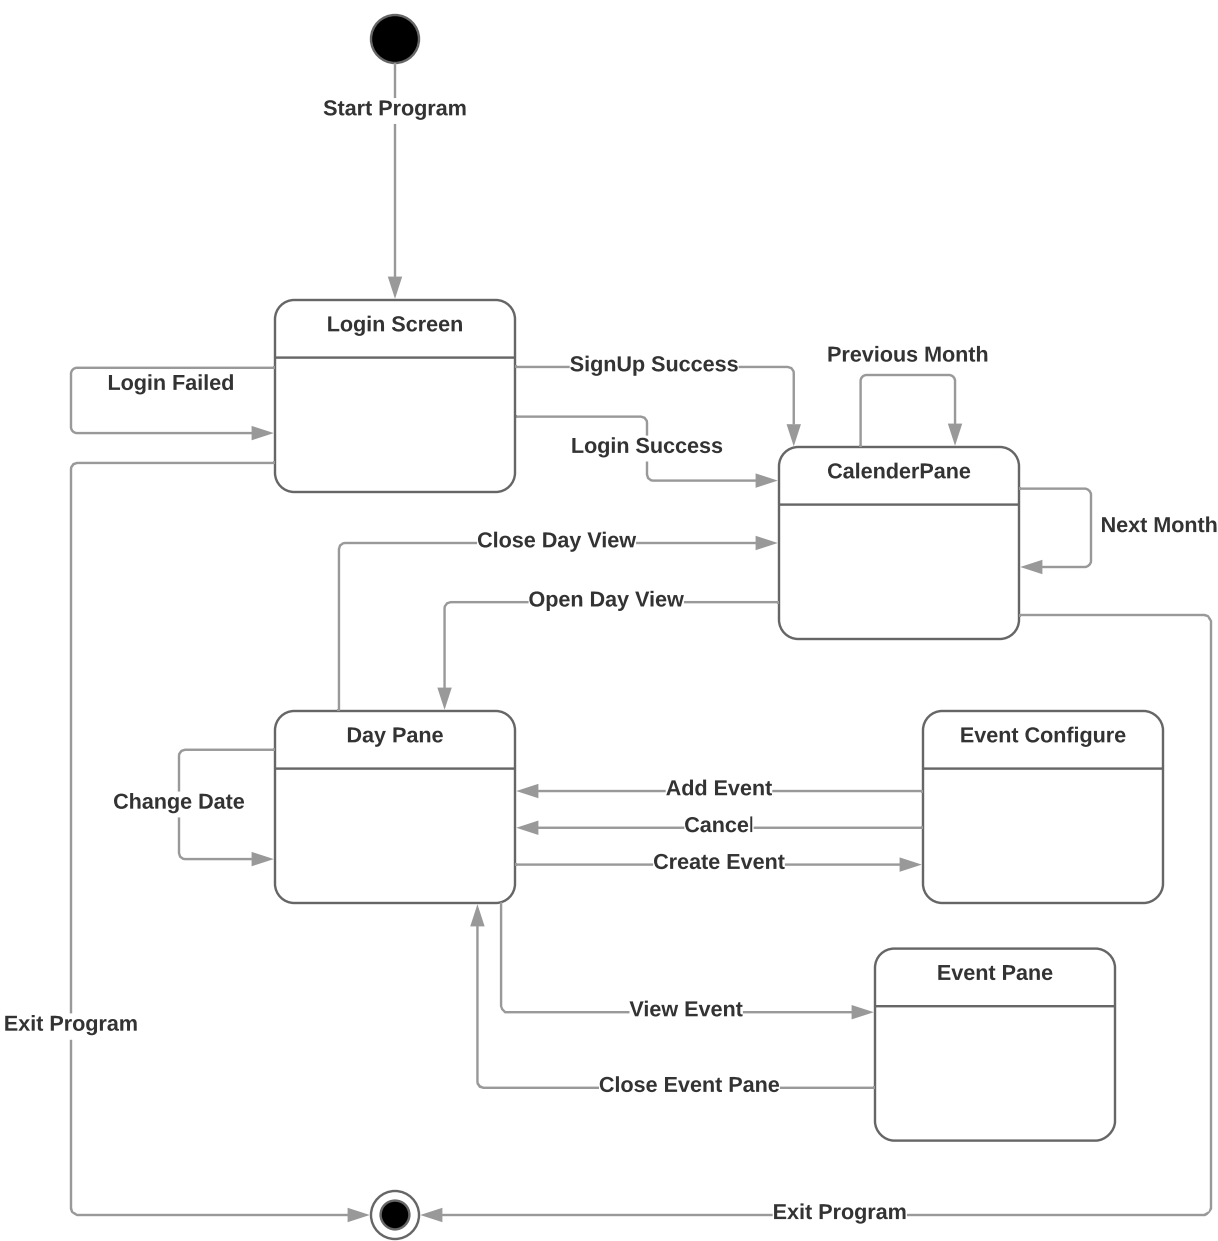 Start Program
Login Screen
Login Failed
SignUp Success
Previous Month
Login Success
CalenderPane
Next Month
Close Day View
Open Day View
Day Pane
Event Configure
Change Date
Add Event
Cancel
Create Event
Event Pane
View Event
Exit Program
Close Event Pane
Exit Program